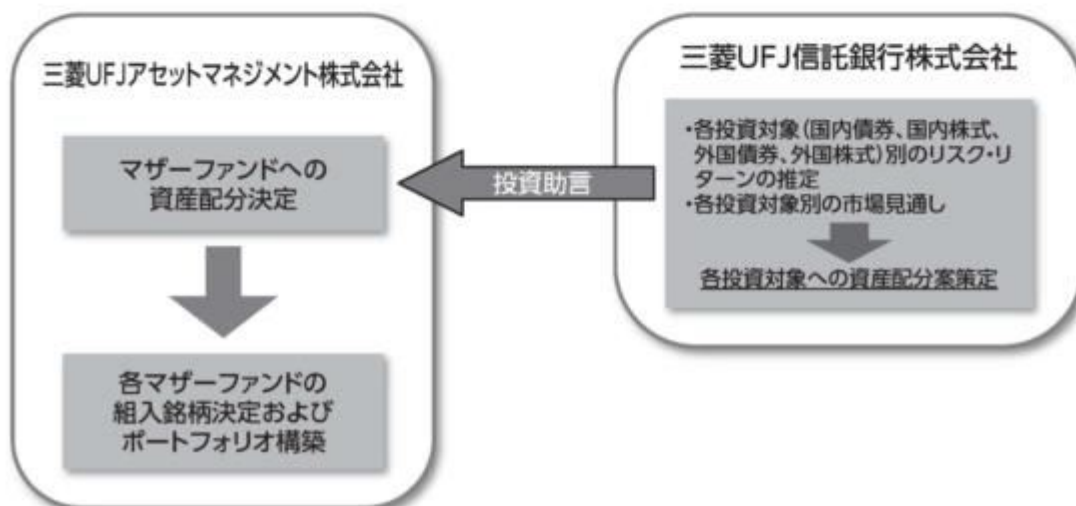 三菱UFJアセットマネジメント株式会社
マザーファンドへの
資産配分決定
各マザーファンドの
組入銘柄決定および
ポートフォリオ構築
投資助言
三菱UFJ信託銀行株式会社
・各投資対象(国内債券、国内株式、
外国債券、外国株式)別のリスク・リ
ターンの推定
・各投資対象別の市場見通し
各投資対象への資産配分案策定